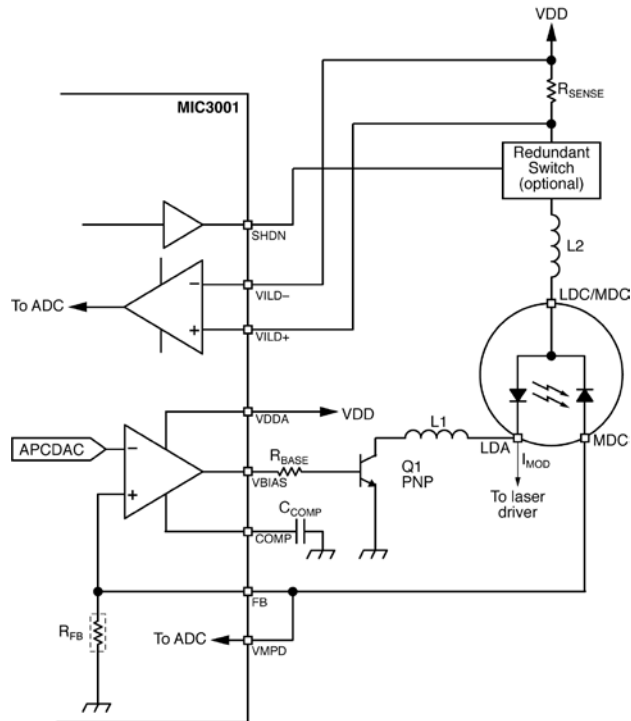 VDD
MIC3001
RSENSE
Redundant
Switch
(optional)
SHDN
L2
LDC/MDC
VILD–
To ADC
VILD+
VDDA
VDD
L1
APCDAC
RBASE
LDA
MDC
VBIAS
Q1
PNP
IMOD
To laser
driver
CCOMP
COMP
FB
RFB
To ADC
VMPD
–
+
–
+